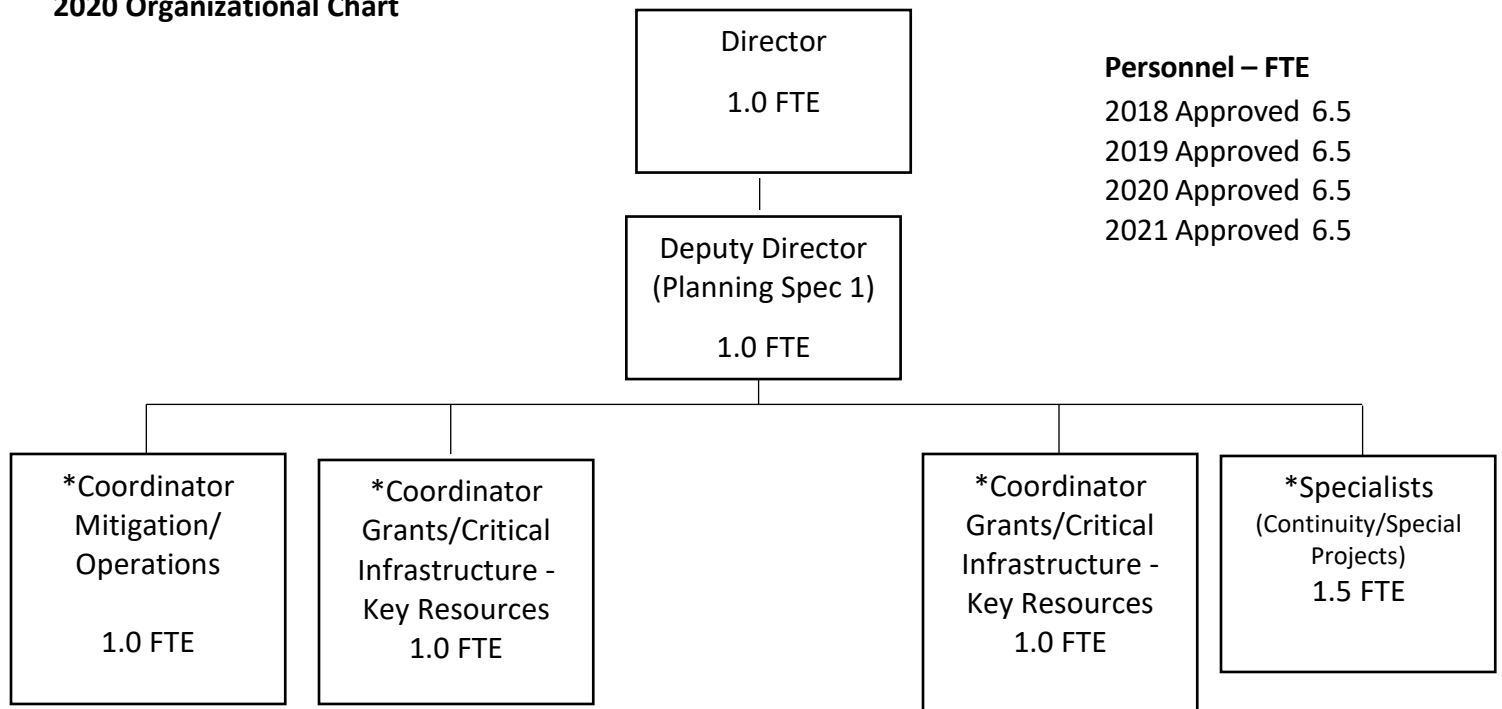 2020 Organizational Chart
Director
1.0 FTE
Personnel – FTE
2018 Approved 6.5
2019 Approved 6.5
2020 Approved 6.5
2021 Approved 6.5
Deputy Director
(Planning Spec 1)
1.0 FTE
*Coordinator
Mitigation/
Operations
1.0 FTE
*Coordinator
Grants/Critical
Infrastructure -
Key Resources
1.0 FTE
*Coordinator
Grants/Critical
Infrastructure -
Key Resources
1.0 FTE
*Specialists
(Continuity/Special
Projects)
1.5 FTE